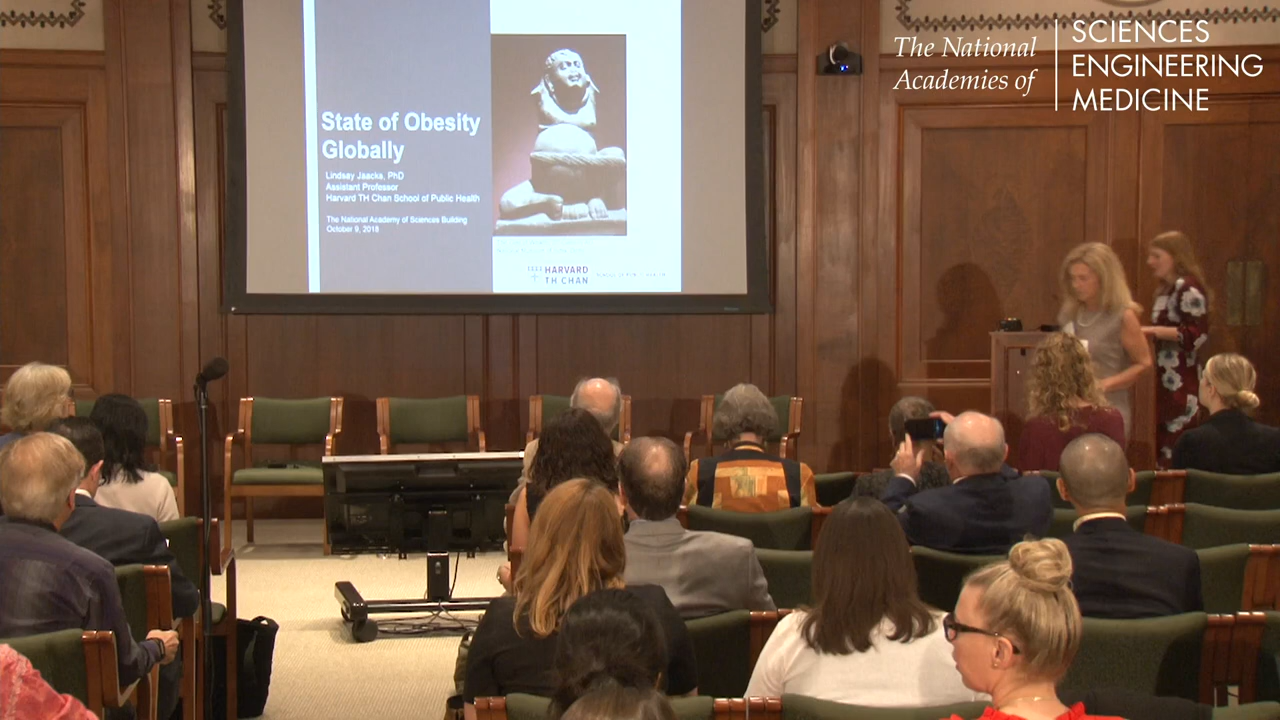 The National
Academies of
SCIENCES
ENGINEERING
MEDICINE
State of Obesity
Globally
Lindsay Jaacks, PhD
Assistant Professor
Harvard TH Chan School of Public Health
The National Academy of Sciences Building
October 9, 2018
HARVARD
TH CHAN